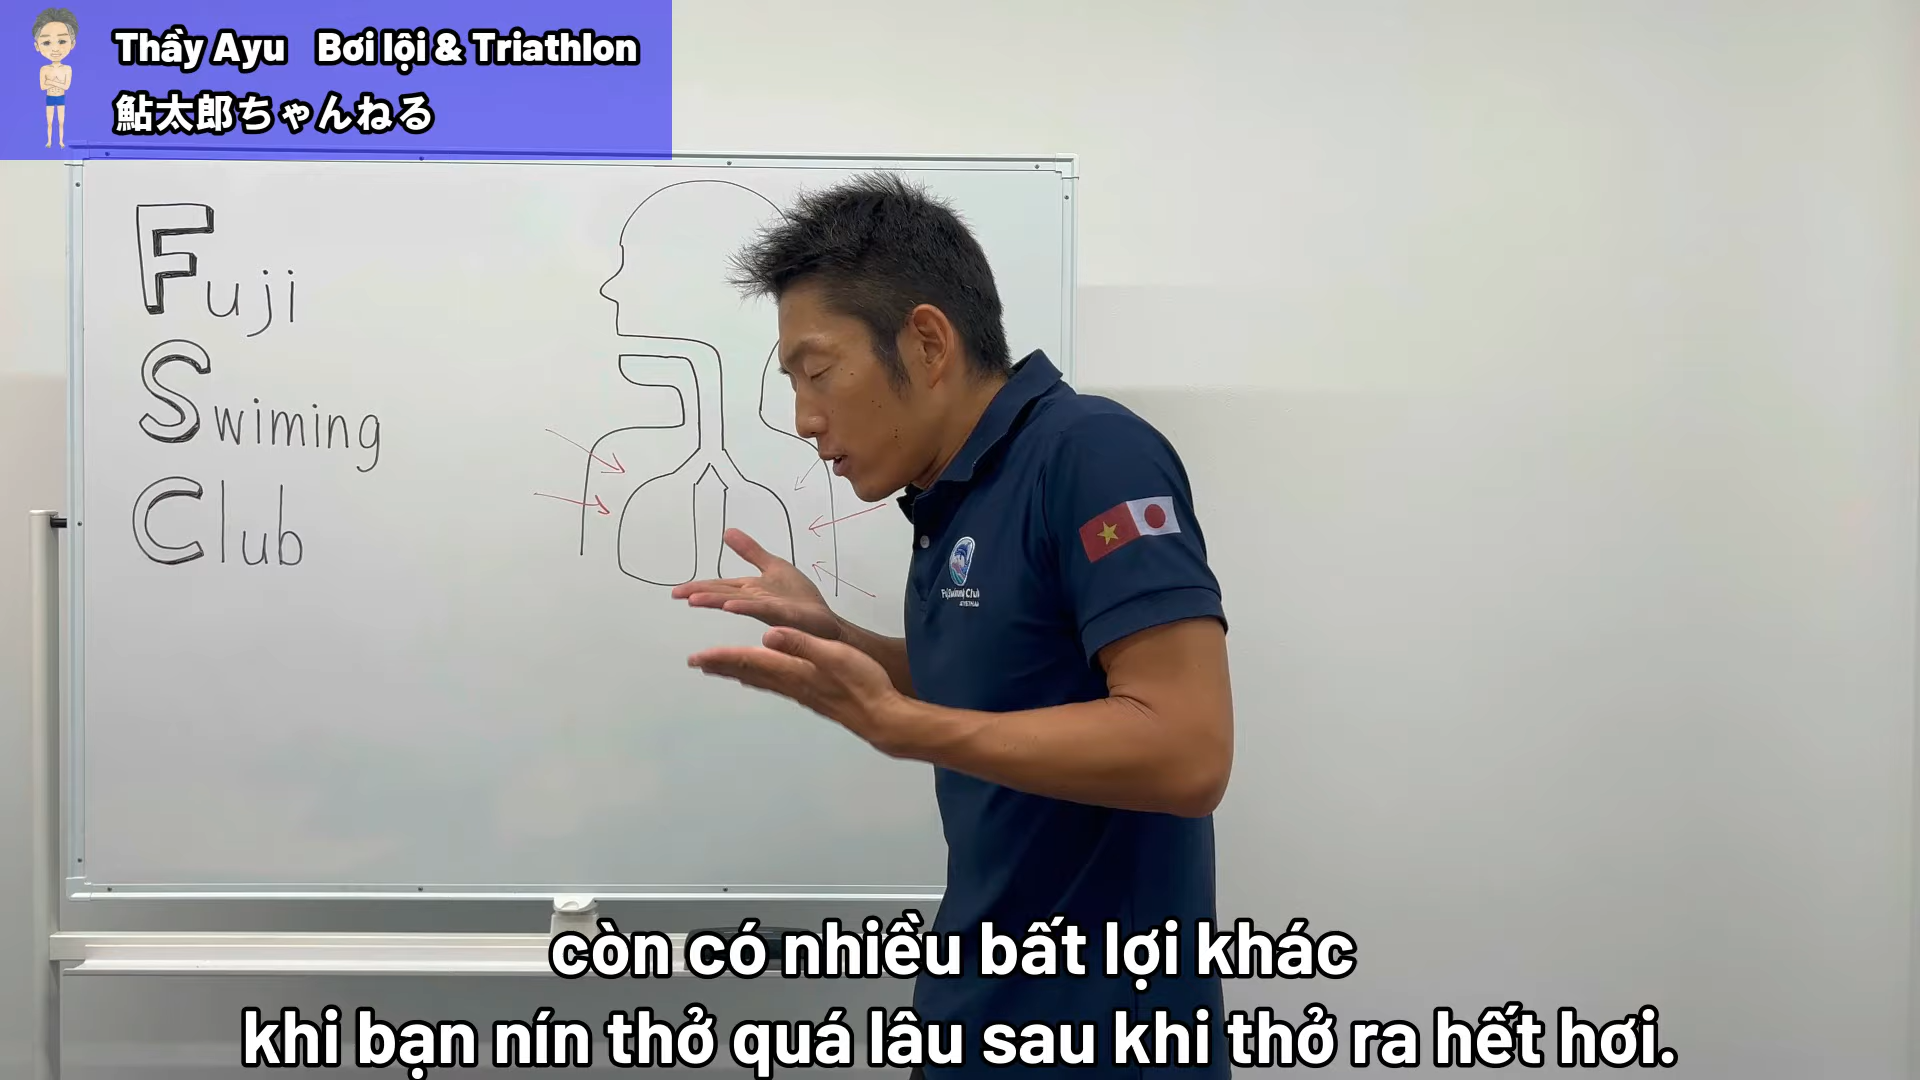 Thầy Ayu Bơi lội & Triathlon
鮎太郎ちゃんねる
Fuji
Swiming
Club
còn có nhiều bất lợi khác
khi bạn nín thở quá lâu sau khi thở ra hết hơi.